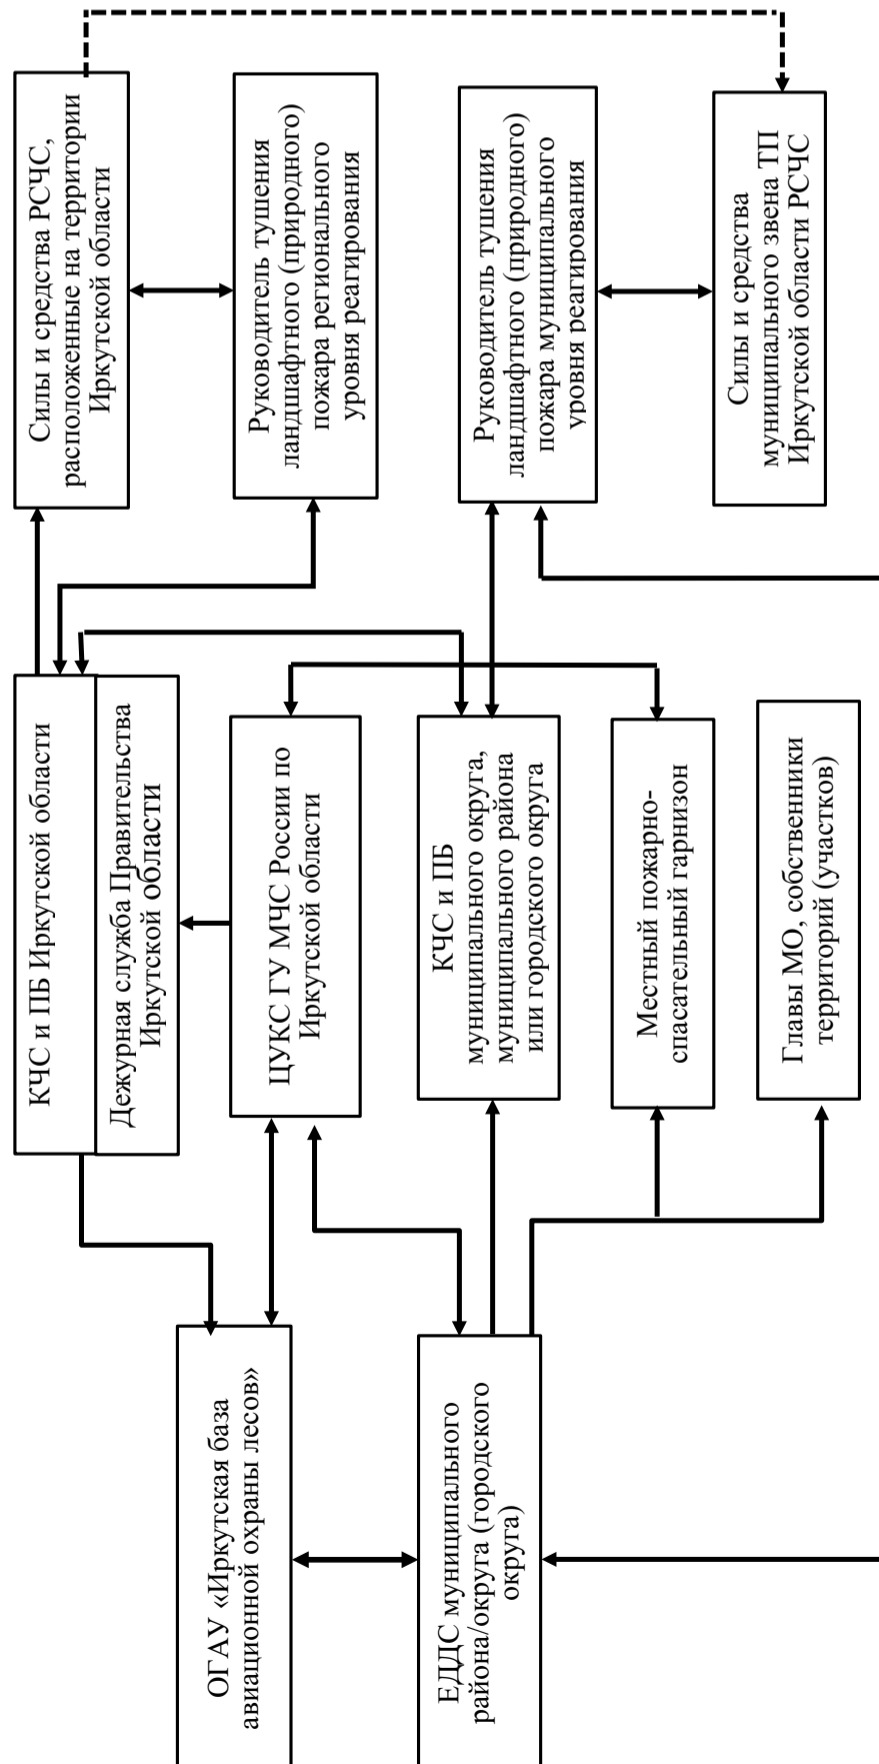 ОГАУ «Иркутская база
авиационной охраны лесов»
ЕДДС муниципального
района/округа (городского
округа)
КЧС и ПБ Иркутской области
Дежурная служба Правительства
Иркутской области
ЦУКС ГУ МЧС России по
Иркутской области
КЧС и ПБ
муниципального округа,
муниципального района
или городского округа
Местный пожарно-
спасательный гарнизон
Главы МО, собственники
территорий (участков)
Силы и средства РСЧС,
расположенные на территории
Иркутской области
Руководитель тушения
ландшафтного (природного)
пожара регионального
уровня реагирования
Руководитель тушения
ландшафтного (природного)
пожара муниципального
уровня реагирования
Силы и средства
муниципального звена ТП
Иркутской области РСЧС